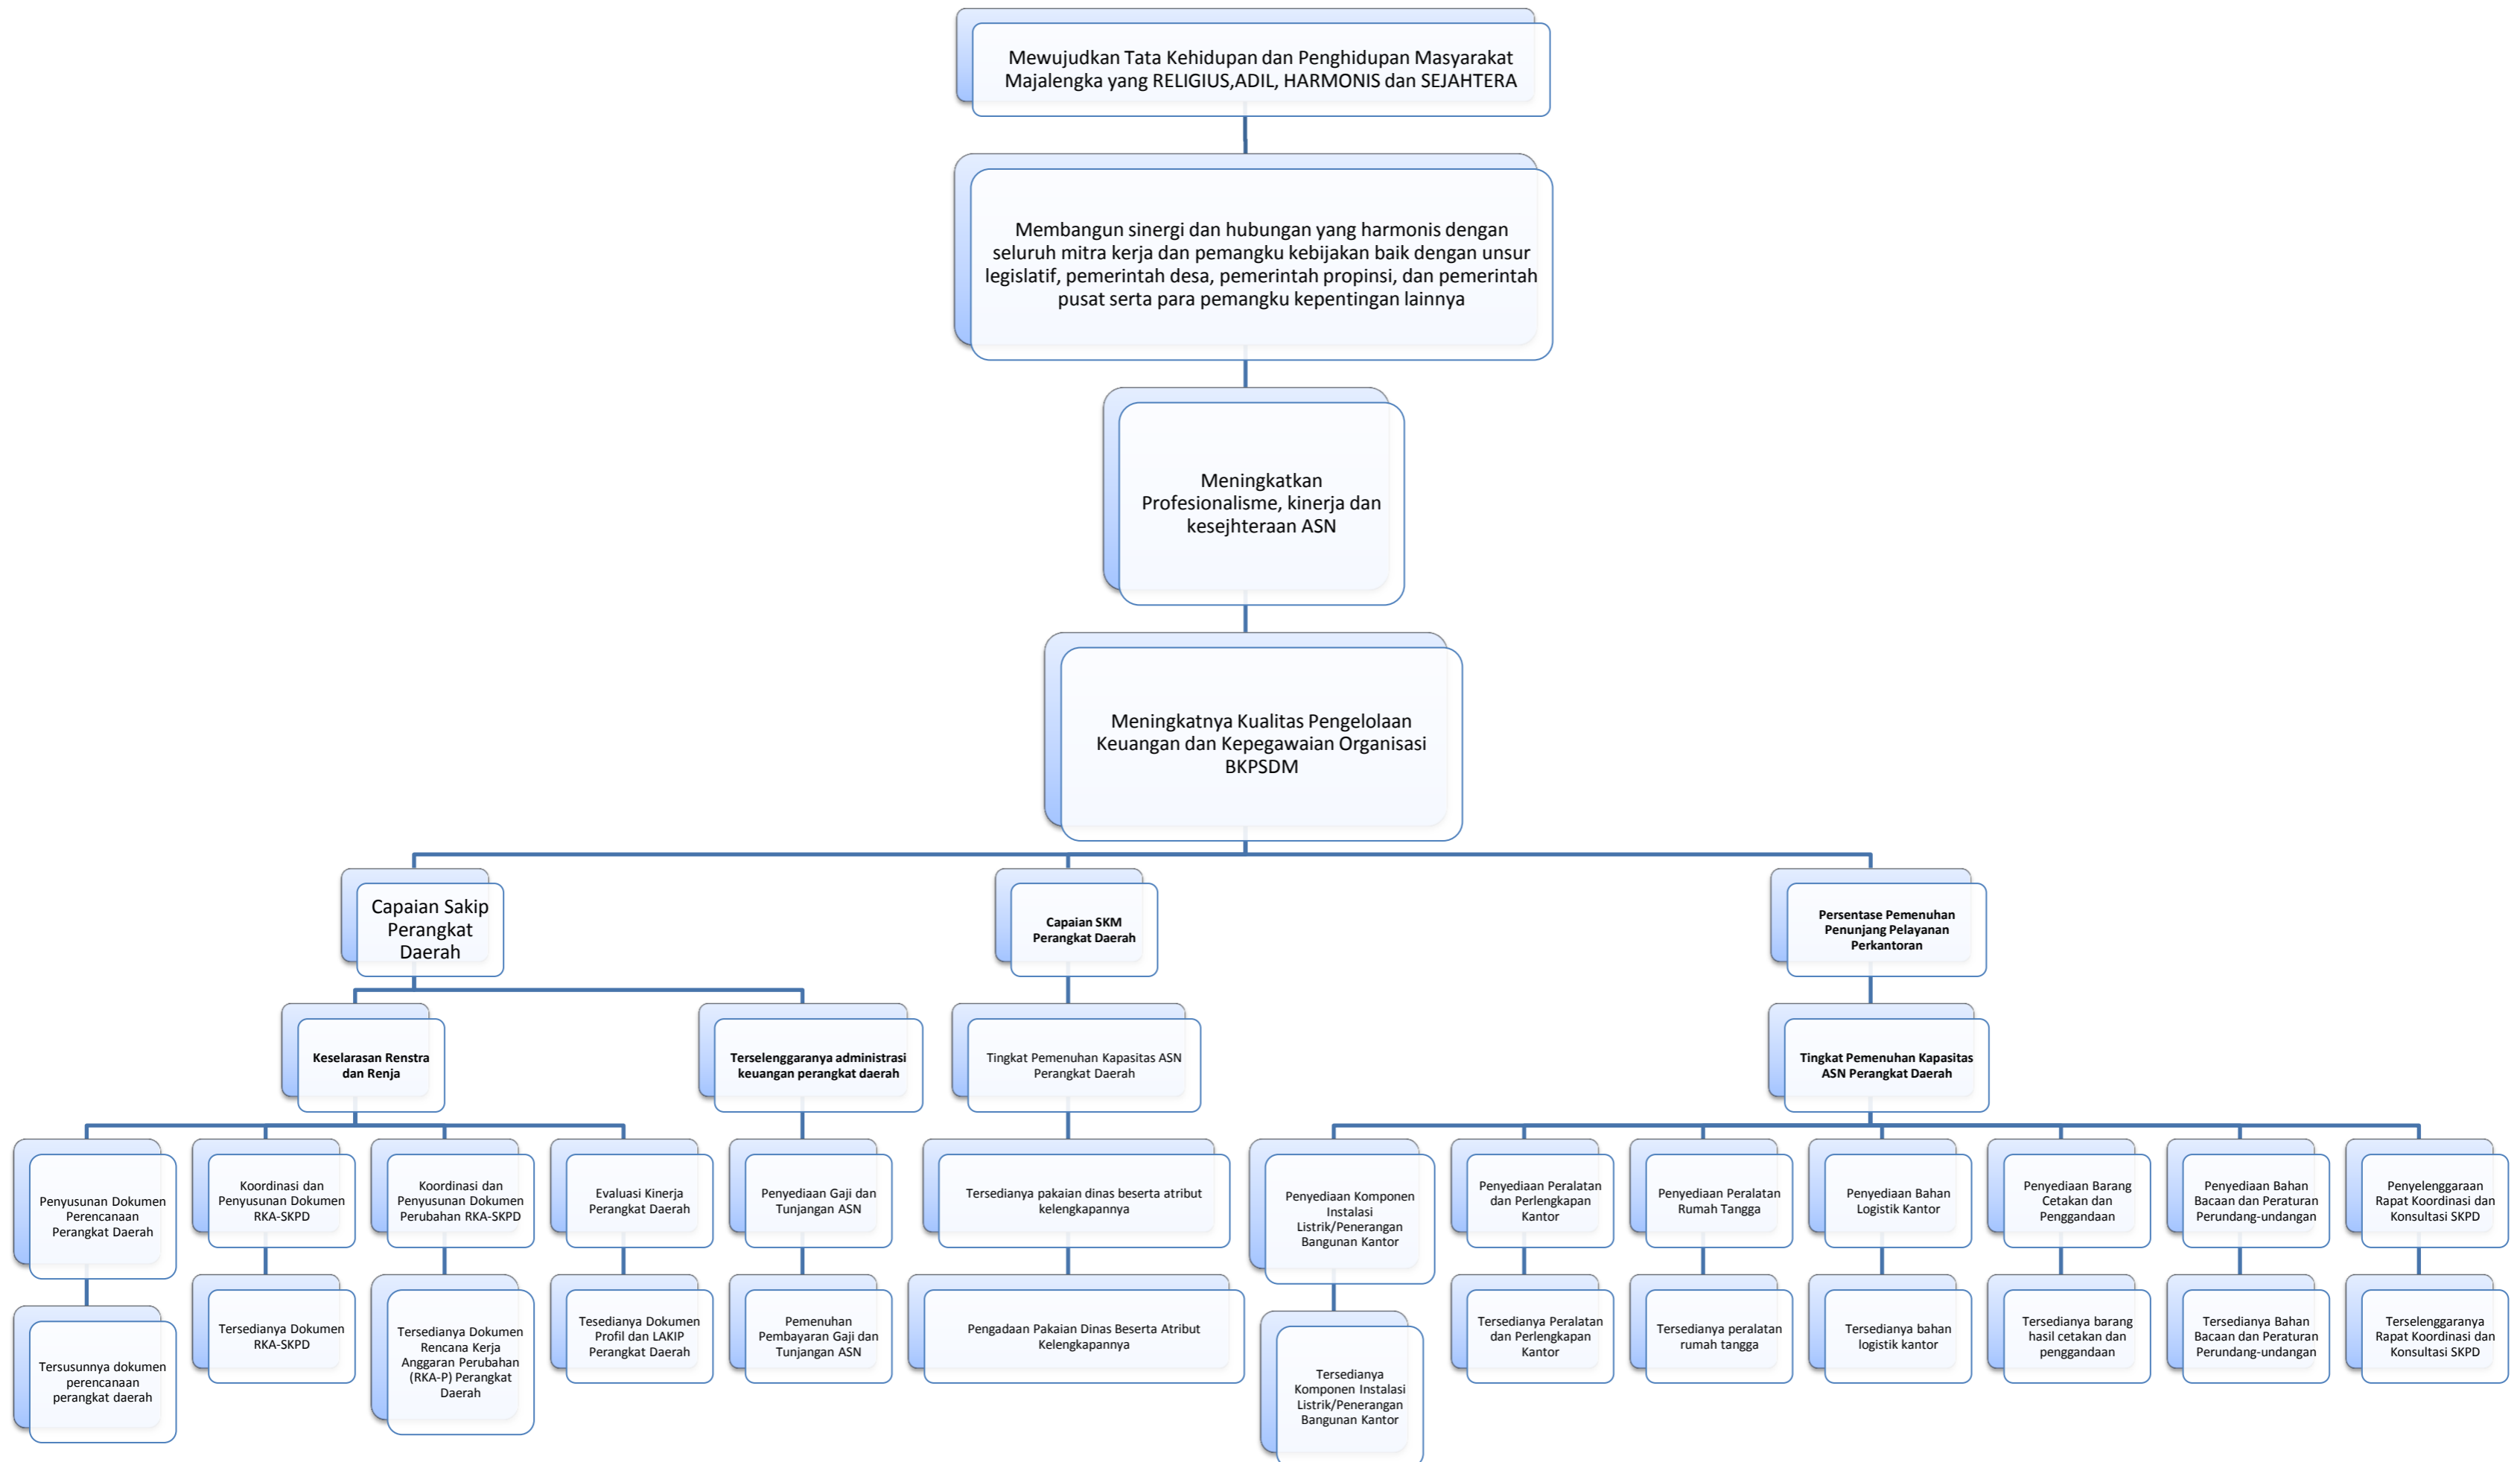 Mewujudkan Tata Kehidupan dan Penghidupan Masyarakat
Majalengka yang RELIGIUS,ADIL, HARMONIS dan SEJAHTERA
Membangun sinergi dan hubungan yang harmonis dengan
seluruh mitra kerja dan pemangku kebijakan baik dengan unsur
legislatif, pemerintah desa, pemerintah propinsi, dan pemerintah
pusat serta para pemangku kepentingan lainnya
Meningkatkan
Profesionalisme, kinerja dan
kesejhteraan ASN
Meningkatnya Kualitas Pengelolaan
Keuangan dan Kepegawaian Organisasi
BKPSDM
Capaian Sakip
Perangkat
Daerah
Capaian SKM
Perangkat Daerah
Persentase Pemenuhan
Penunjang Pelayanan
Perkantoran
Keselarasan Renstra
dan Renja
Terselenggaranya administrasi
keuangan perangkat daerah
Tingkat Pemenuhan Kapasitas ASN
Perangkat Daerah
Tingkat Pemenuhan Kapasitas
ASN Perangkat Daerah
Penyusunan Dokumen
Perencanaan
Perangkat Daerah
Koordinasi dan
Penyusunan Dokumen
RKA-SKPD
Koordinasi dan
Penyusunan Dokumen
Perubahan RKA-SKPD
Evaluasi Kinerja
Perangkat Daerah
Penyediaan Gaji dan
Tunjangan ASN
Tersedianya pakaian dinas beserta atribut
kelengkapannya
Penyediaan Komponen
Instalasi
Listrik/Penerangan
Bangunan Kantor
Penyediaan Peralatan
dan Perlengkapan
Kantor
Penyediaan Peralatan
Rumah Tangga
Penyediaan Bahan
Logistik Kantor
Penyediaan Barang
Cetakan dan
Penggandaan
Penyediaan Bahan
Bacaan dan Peraturan
Perundang-undangan
Penyelenggaraan
Rapat Koordinasi dan
Konsultasi SKPD
Tersusunnya dokumen
perencanaan
perangkat daerah
Tersedianya Dokumen
RKA-SKPD
Tersedianya Dokumen
Rencana Kerja
Anggaran Perubahan
(RKA-P) Perangkat
Daerah
Tesedianya Dokumen
Profil dan LAKIP
Perangkat Daerah
Pemenuhan
Pembayaran Gaji dan
Tunjangan ASN
Pengadaan Pakaian Dinas Beserta Atribut
Kelengkapannya
Tersedianya
Komponen Instalasi
Listrik/Penerangan
Bangunan Kantor
Tersedianya Peralatan
dan Perlengkapan
Kantor
Tersedianya peralatan
rumah tangga
Tersedianya bahan
logistik kantor
Tersedianya barang
hasil cetakan dan
penggandaan
Tersedianya Bahan
Bacaan dan Peraturan
Perundang-undangan
Terselenggaranya
Rapat Koordinasi dan
Konsultasi SKPD